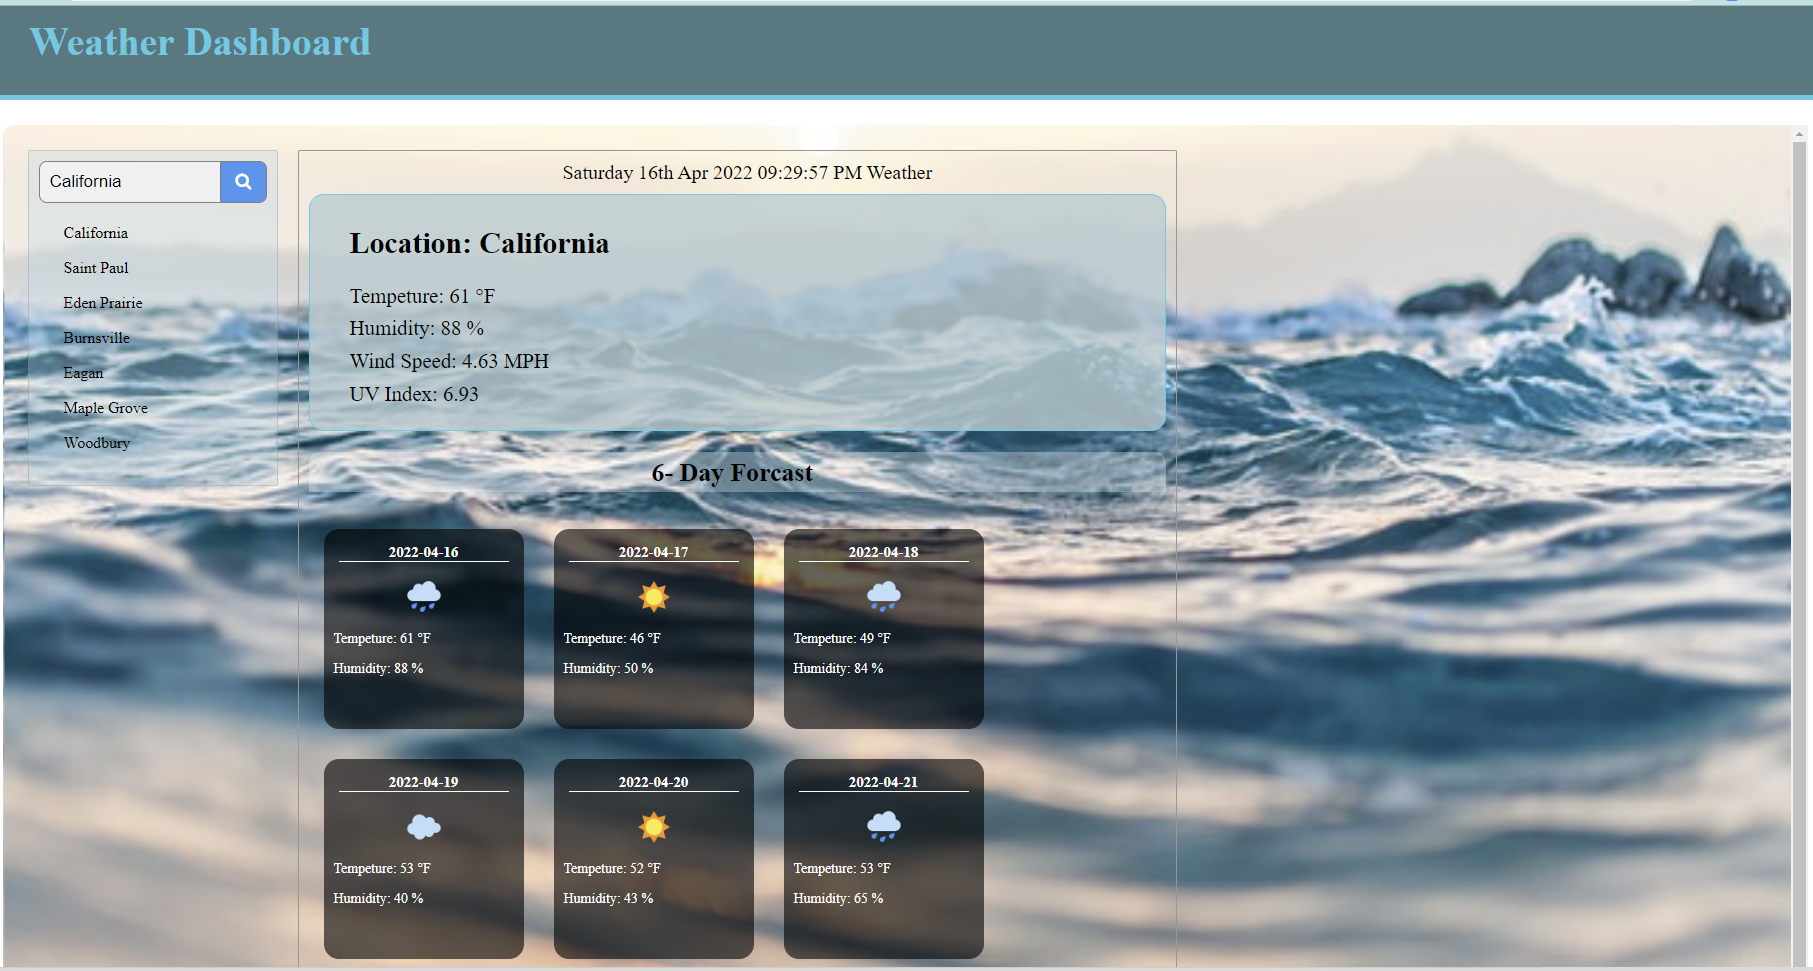 Weather Dashboard
California
California
Saint Paul
Eden Prairie
Burnsville
Eagan
Maple Grove
Woodbury
Saturday 16th Apr 2022 09:29:57 PM Weather
Location: California
Tempeture: 61 °F
Humidity: 88 %
Wind Speed: 4.63 MPH
UV Index: 6.93
6- Day Forcast
2022-04-16
Tempeture: 61 °F
Humidity: 88 %
2022-04-17
Tempeture: 46 °F
Humidity: 50 %
2022-04-18
Tempeture: 49 °F
Humidity: 84 %
2022-04-19
Tempeture: 53 °F
Humidity: 40 %
2022-04-20
Tempeture: 52 °F
Humidity: 43 %
2022-04-21
Tempeture: 53 °F
Humidity: 65 %